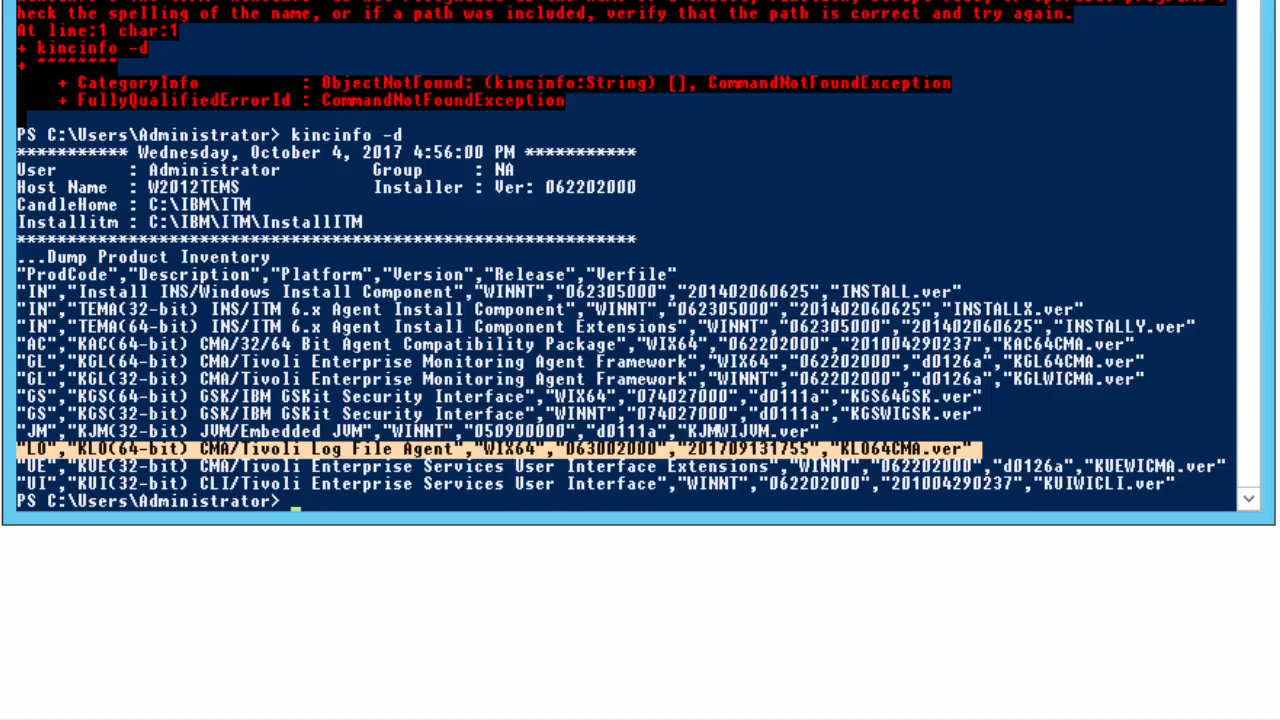 beck the spelling of the name, or if a path was included, verify that the path is correct and try again.
At line:1 char:1
+ kincinfo -d
+ ~~~~~~~~
+ CategoryInfo : ObjectNotFound: (kincinfo:String) [], CommandNotFoundException
+ FullyQualifiedErrorId : CommandNotFoundException
PS C:\Users\Administrator> kincinfo -d
*********** Wednesday, October 4, 2017 4:56:00 PM ***********
User : Administrator Group : NA
Host Name : W2012TEMS Installer : Ver: 062202000
CandleHome : C:\IBM\ITM
Installitm : C:\IBM\ITM\InstallITM
*************************************************************
...Dump Product Inventory
"ProdCode","Description","Platform","Version","Release","Verfile"
"IN","Install INS/Windows Install Component","WINNT","062305000","201402060625","INSTALL.ver"
"IN","TEMA(32-bit) INS/ITM 6.x Agent Install Component","WINNT","062305000","201402060625","INSTALLX.ver"
"IN","TEMA(64-bit) INS/ITM 6.x Agent Install Component Extensions","WINNT","062305000","201402060625","INSTALLY.ver"
"AC","KAC(64-bit) CMA/32/64 Bit Agent Compatibility Package","WIX64","062202000","201004290237","KAC64CMA.ver"
"GL","KGL(64-bit) CMA/Tivoli Enterprise Monitoring Agent Framework","WIX64","062202000","d0126a","KGL64CMA.ver"
"GL","KGL(32-bit) CMA/Tivoli Enterprise Monitoring Agent Framework","WINNT","062202000","d0126a","KGLWICMA.ver"
"GS","KGS(64-bit) GSK/IBM GSKit Security Interface","WIX64","074027000","d0111a","KGS64GSK.ver"
"GS","KGS(32-bit) GSK/IBM GSKit Security Interface","WINNT","074027000","d0111a","KGSWIGSK.ver"
"JM","KJM(32-bit) JVM/Embedded JVM","WINNT","050900000","d0111a","KJMWIJVM.ver"
"LO","KLO(64-bit) CMA/Tivoli Log File Agent","WIX64","063002000","201709131755","KLO64CMA.ver"
"UE","KUE(32-bit) CMA/Tivoli Enterprise Services User Interface Extensions","WINNT","062202000","d0126a","KUEWICMA.ver"
"UI","KUI(32-bit) CLI/Tivoli Enterprise Services User Interface","WINNT","062202000","201004290237","KUIWICLI.ver"
PS C:\Users\Administrator>